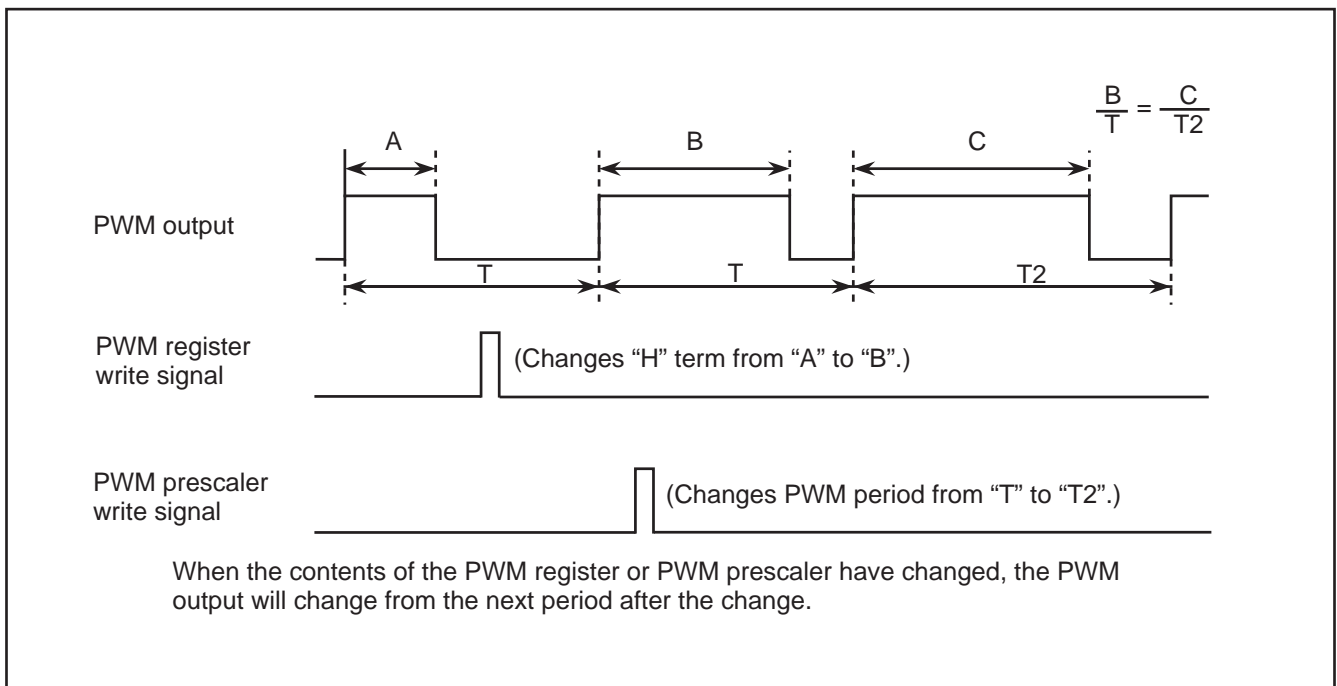 B
T
=
C
T2
A
B
C
PWM output
T
T
T2
PWM register
write signal
(Changes “H” term from “A” to “B”.)
PWM prescaler
write signal
(Changes PWM period from “T” to “T2”.)
When the contents of the PWM register or PWM prescaler have changed, the PWM
output will change from the next period after the change.